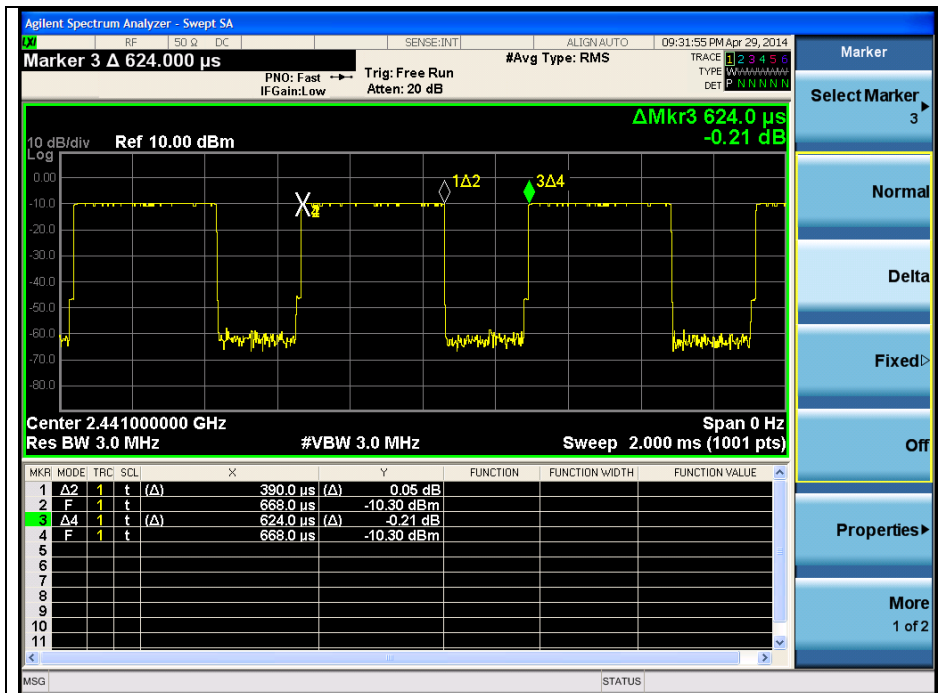 Agilent Spectrum Analyzer - Swept SA
LXI RF 50 Ω DC SENSE:INT ALIGN AUTO 09:31:55 PM Apr 29, 2014
Marker 3 Δ 624.000 µs
PNO: Fast
IFGain:Low
Trig: Free Run
Atten: 20 dB
#Avg Type: RMS
TRACE 1 2 3 4 5 6
TYPE WWWWWW
DET P N N N N N
ΔMkr3 624.0 µs
-0.21 dB
10 dB/div Ref 10.00 dBm
Log
0.00
-10.0
-20.0
-30.0
-40.0
-50.0
-60.0
-70.0
-80.0
1Δ2
3Δ4
Center 2.441000000 GHz Span 0 Hz
Res BW 3.0 MHz #VBW 3.0 MHz Sweep 2.000 ms (1001 pts)
MKR MODE TRC SCL X Y FUNCTION FUNCTION WIDTH FUNCTION VALUE
1 Δ2 1 t (Δ) 390.0 µs (Δ) 0.05 dB
2 F 1 t 668.0 µs -10.30 dBm
3 Δ4 1 t (Δ) 624.0 µs (Δ) -0.21 dB
4 F 1 t 668.0 µs -10.30 dBm
5
6
7
8
9
10
11
MSG STATUS
Marker
Select Marker
3
Normal
Delta
Fixed
Off
Properties
More
1 of 2